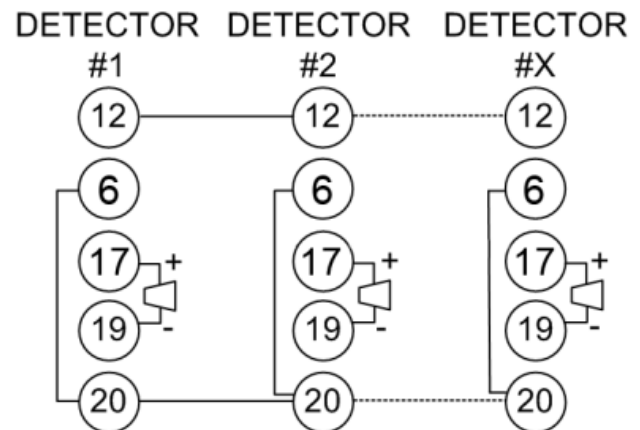 DETECTOR DETECTOR DETECTOR
#1 #2 #X
12 12 12
6 6 6
17 + 17 + 17 +
19 - 19 - 19 -
20 20 20